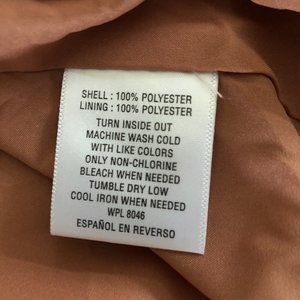 SHELL : 100% POLYESTER
LINING : 100% POLYESTER
TURN INSIDE OUT
MACHINE WASH COLD
WITH LIKE COLORS
ONLY NON-CHLORINE
BLEACH WHEN NEEDED
TUMBLE DRY LOW
COOL IRON WHEN NEEDED
WPL 8046
ESPAÑOL EN REVERSO